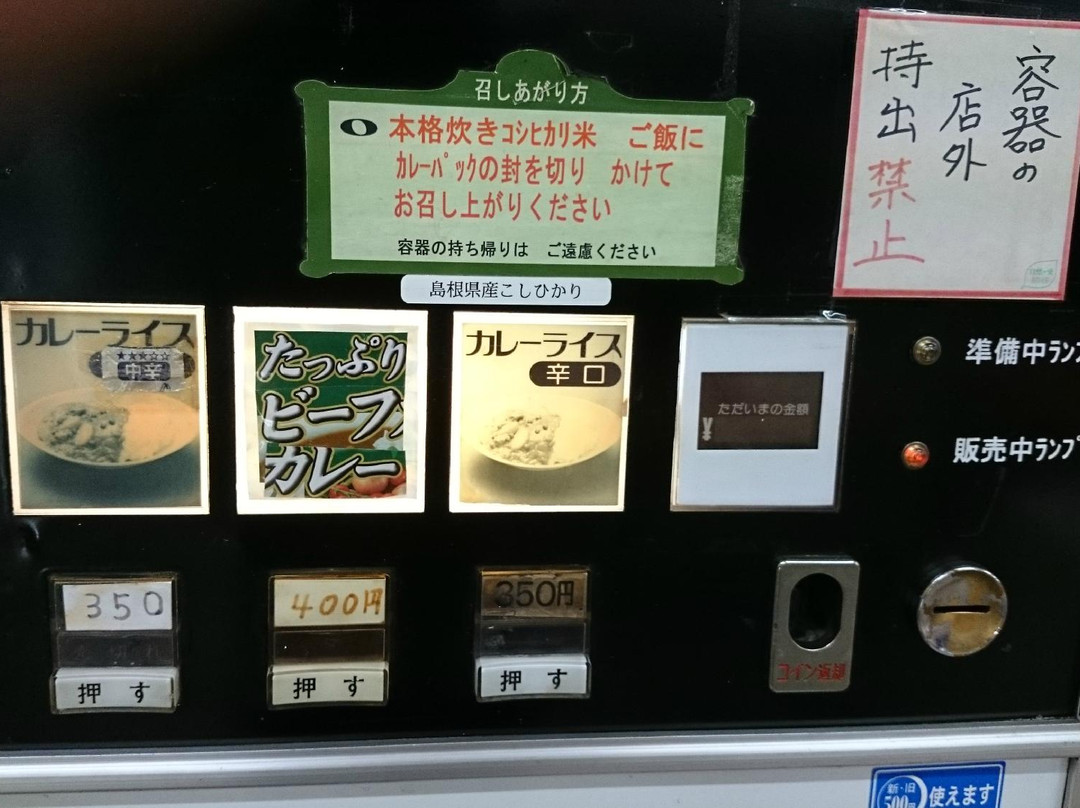 召しあがり方
本格炊きコシヒカリ米 ご飯に
カレーパックの封を切り かけて
お召し上がりください
容器の持ち帰りは ご遠慮ください
島根県産こしひかり
容器の
店外
持出禁止
カレーライス
★★★☆☆
中辛
たっぷり
ビーフ
カレー
カレーライス
辛口
ただいまの金額
¥
準備中ランプ
販売中ランプ
350
押す
400円
押す
350円
押す
コイン返却
新・旧
500
使えます